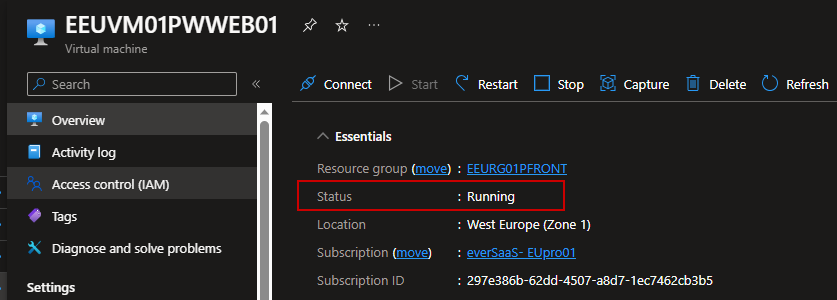 EEUVM01PWWEB01
Virtual machine
Search
Connect Start Restart Stop Capture Delete Refresh
Overview
Activity log
Access control (IAM)
Tags
Diagnose and solve problems
Settings
Essentials
Resource group (move) : EEURG01PFRONT
Status : Running
Location : West Europe (Zone 1)
Subscription (move) : everSaaS- EUpro01
Subscription ID : 297e386b-62dd-4507-a8d7-1ec7462cb3b5